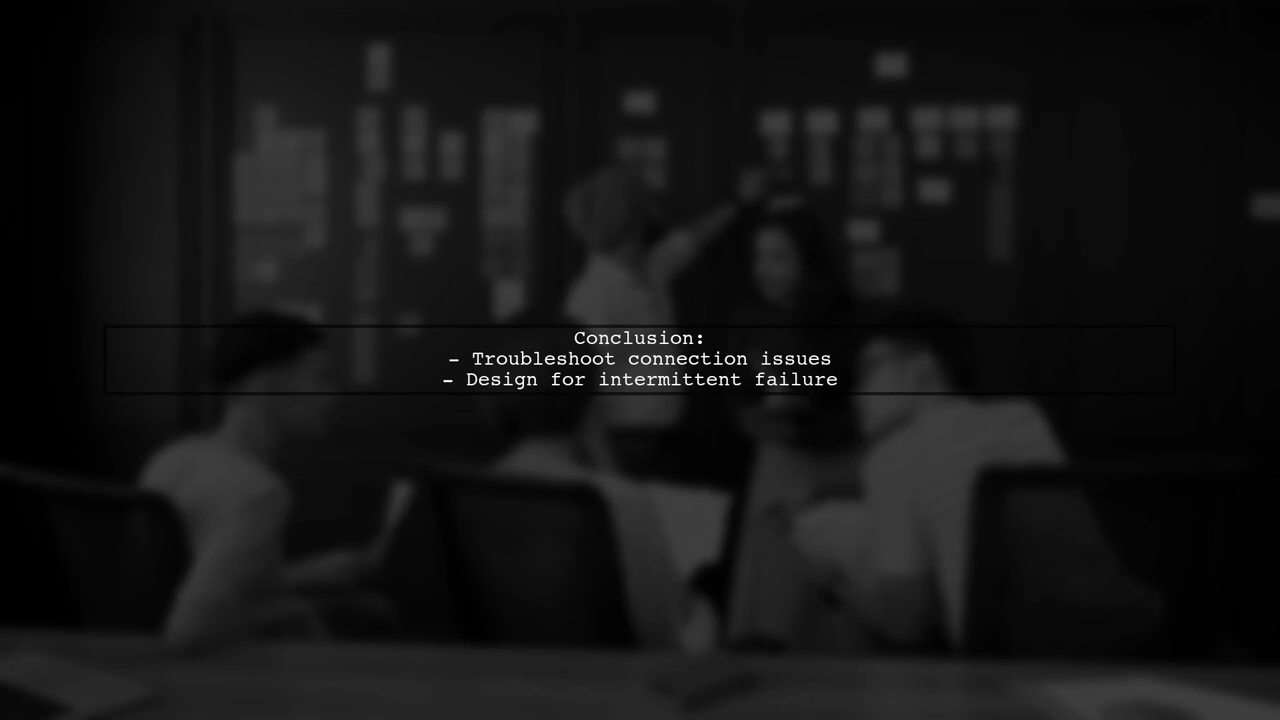 Conclusion:
- Troubleshoot connection issues
- Design for intermittent failure